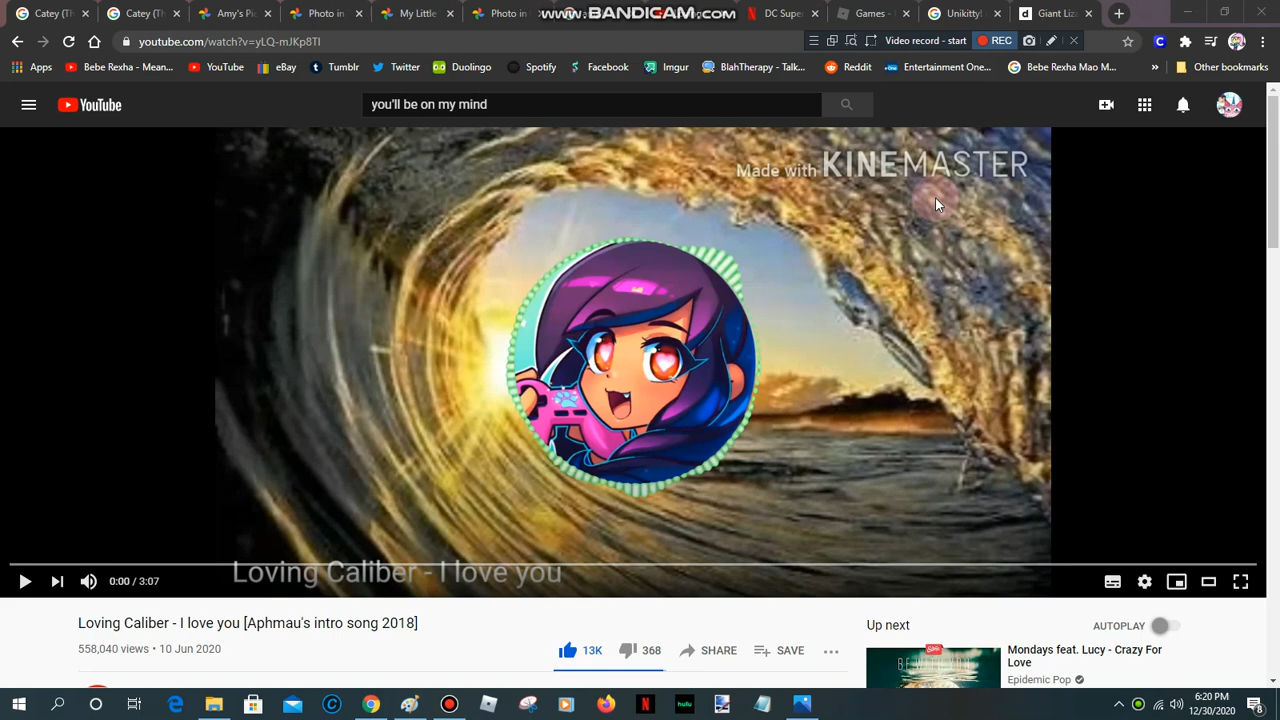 Catey (Th
Catey (Th
Amy's Pic
Photo in
My Little
Photo in
www.BANDICAM.com
DC Supe
Games -
Unikitty!
Giant Liz
youtube.com/watch?v=yLQ-mJKp8TI
Video record - start
REC
Apps
Bebe Rexha - Mean...
YouTube
eBay
Tumblr
Twitter
Duolingo
Spotify
Facebook
Imgur
BlahTherapy - Talk...
Reddit
Entertainment One...
Bebe Rexha Mao M...
»
Other bookmarks
YouTube
you'll be on my mind
Made with KINEMASTER
Loving Caliber - I love you
0:00 / 3:07
Loving Caliber - I love you [Aphmau's intro song 2018]
558,040 views • 10 Jun 2020
13K
368
SHARE
SAVE
Up next
AUTOPLAY
Mondays feat. Lucy - Crazy For
Love
Epidemic Pop
hulu
6:20 PM
12/30/2020
8